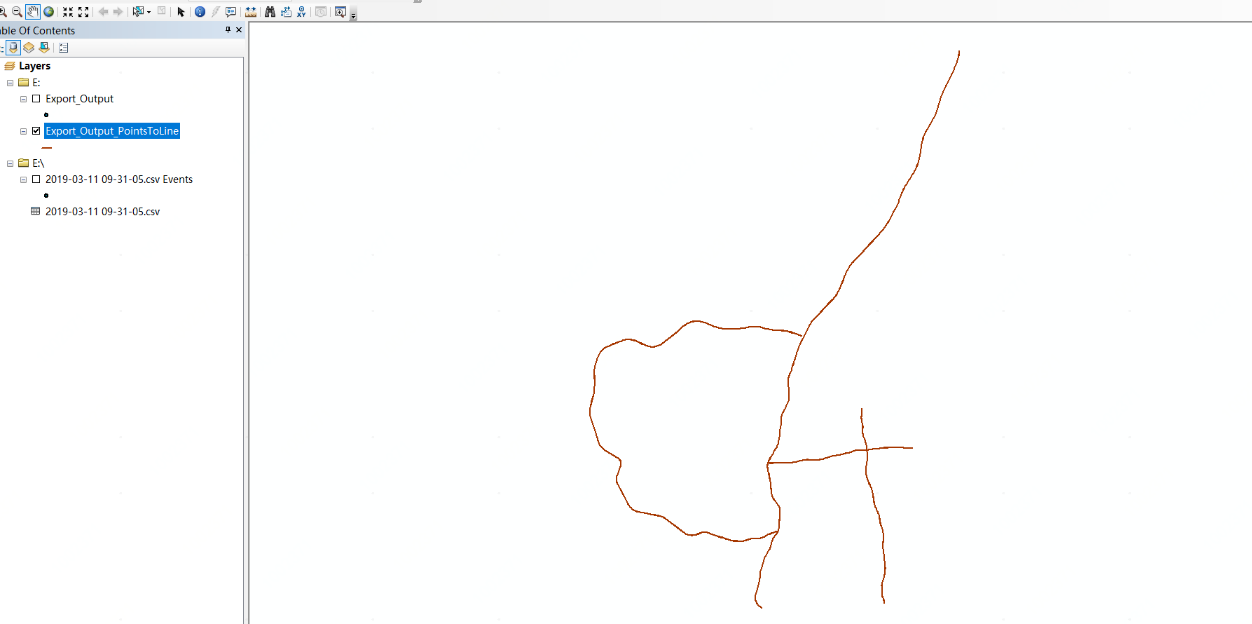 ble Of Contents
Layers
E:
Export_Output
Export_Output_PointsToLine
E:\
2019-03-11 09-31-05.csv Events
2019-03-11 09-31-05.csv